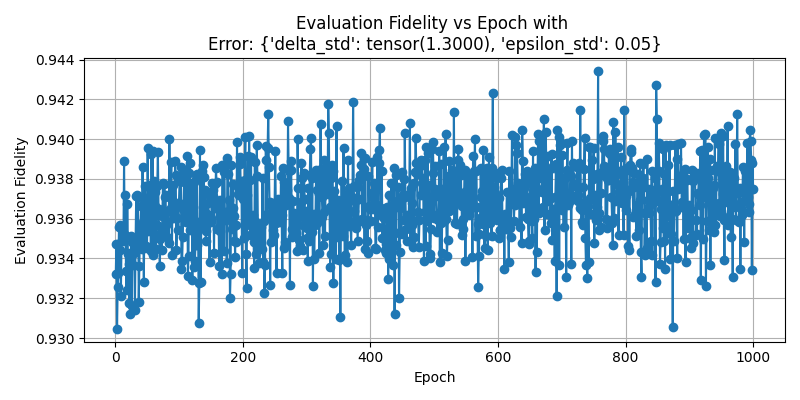 Evaluation Fidelity vs Epoch with
Error: {'delta_std': tensor(1.3000), 'epsilon_std': 0.05}
0.944
0.942
0.940
0.938
0.936
0.934
0.932
0.930
Evaluation Fidelity
0 200 400 600 800 1000
Epoch